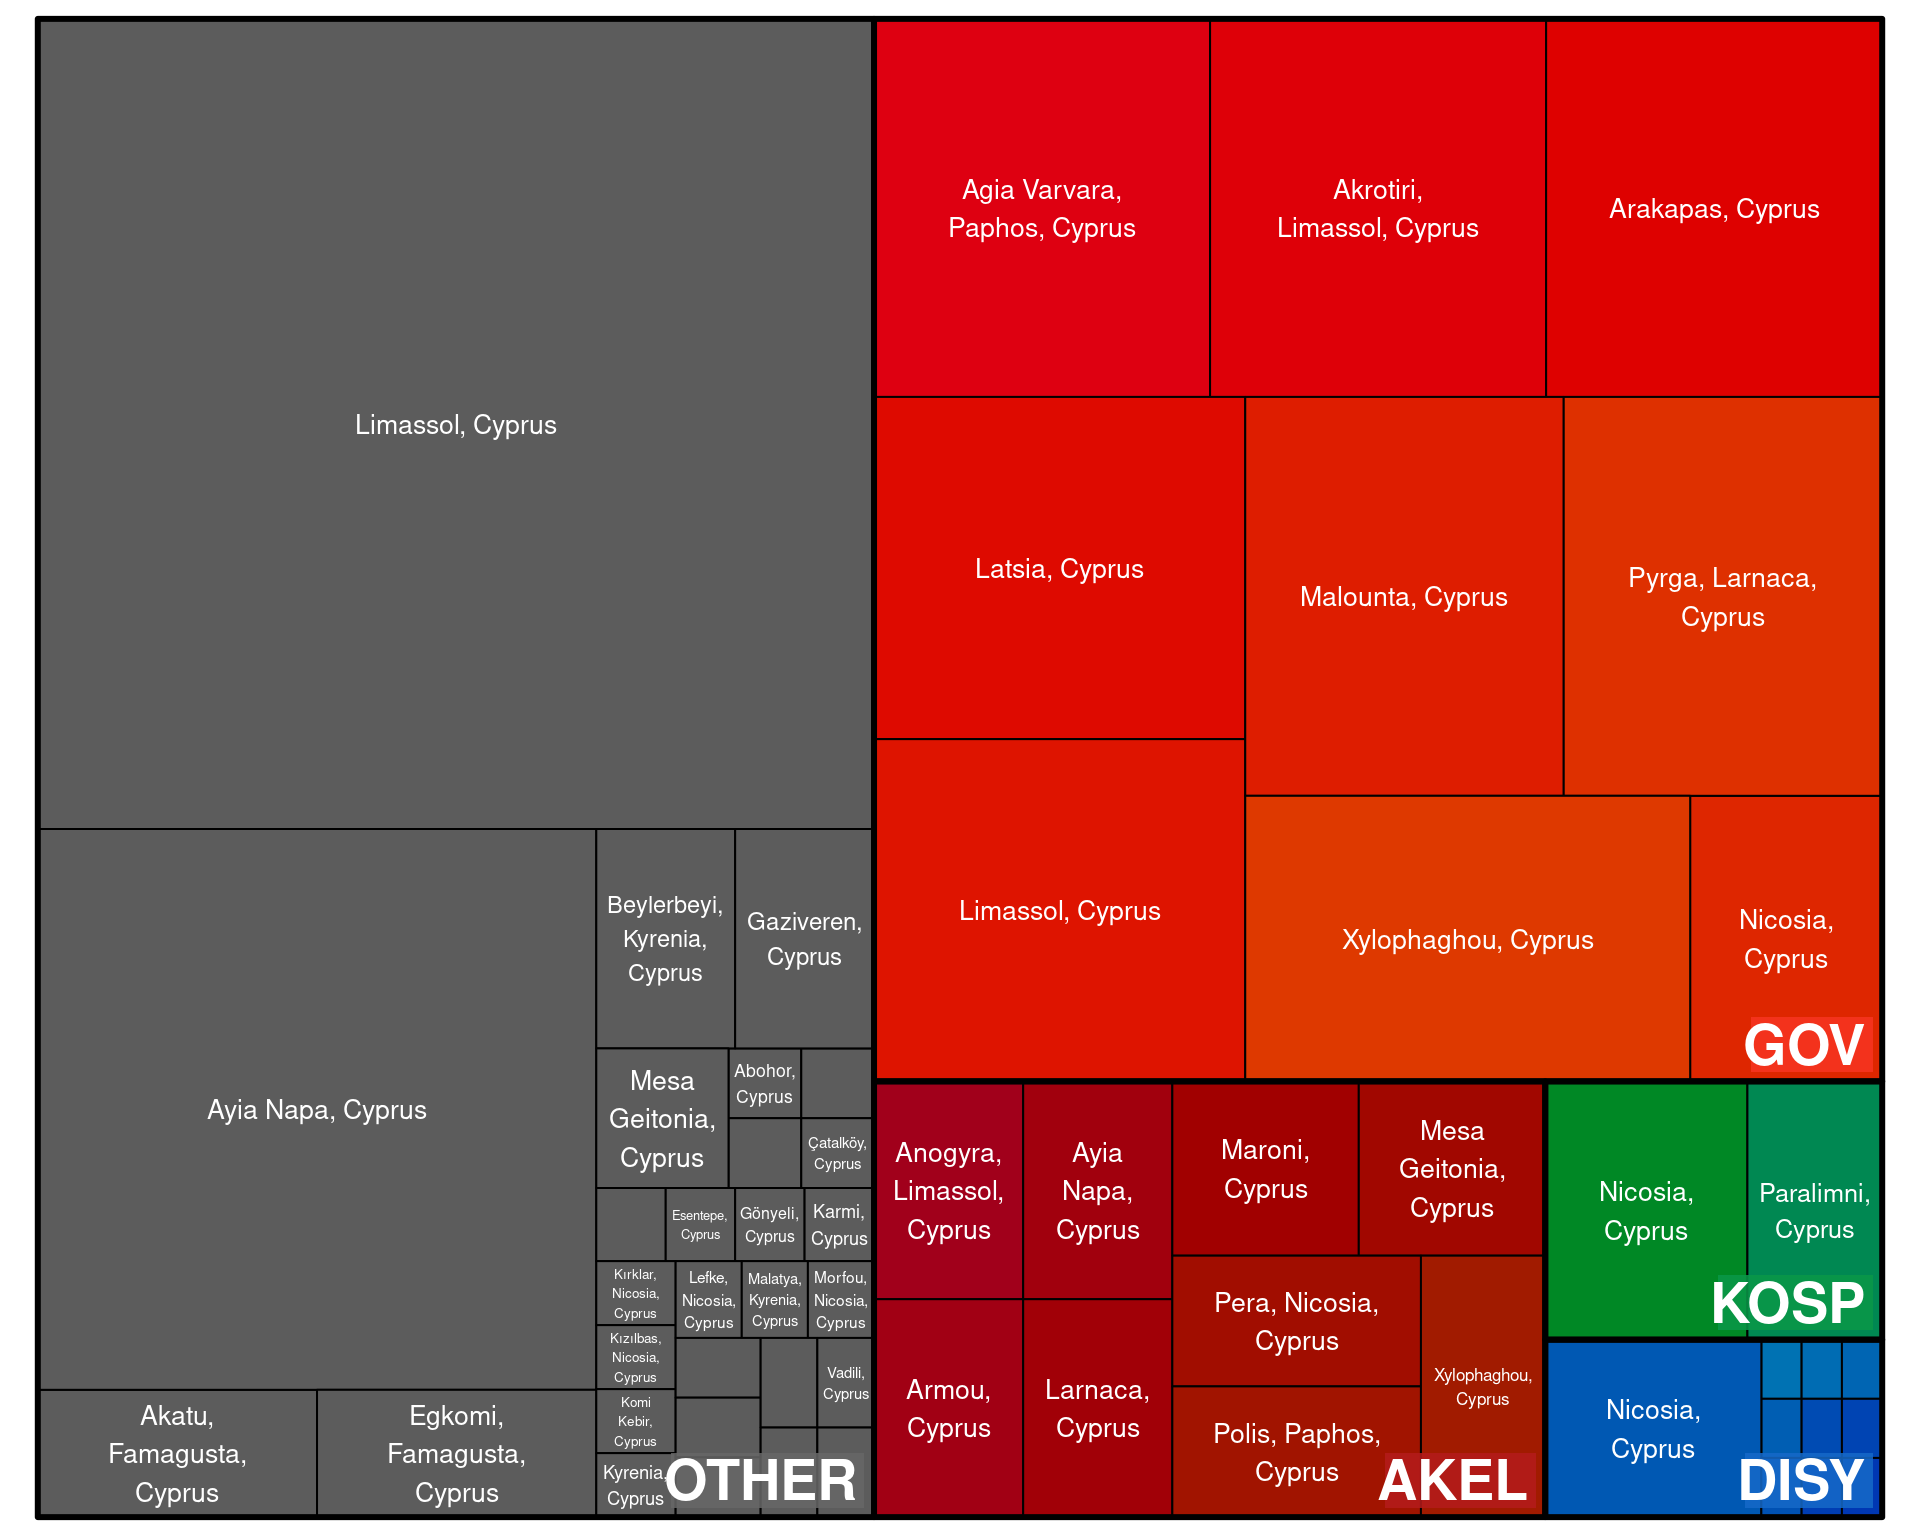 Limassol, Cyprus
Ayia Napa, Cyprus
Akatu,
Famagusta,
Cyprus
Egkomi,
Famagusta,
Cyprus
Beylerbeyi,
Kyrenia,
Cyprus
Gaziveren,
Cyprus
Mesa
Geitonia,
Cyprus
Abohor,
Cyprus
Çatalköy,
Cyprus
Esentepe,
Cyprus
Gönyeli,
Cyprus
Karmi,
Cyprus
Kırklar,
Nicosia,
Cyprus
Lefke,
Nicosia,
Cyprus
Malatya,
Kyrenia,
Cyprus
Morfou,
Nicosia,
Cyprus
Kızılbas,
Nicosia,
Cyprus
Komi
Kebir,
Cyprus
Vadili,
Cyprus
Kyrenia,
Cyprus
OTHER
Agia Varvara,
Paphos, Cyprus
Akrotiri,
Limassol, Cyprus
Arakapas, Cyprus
Latsia, Cyprus
Malounta, Cyprus
Pyrga, Larnaca,
Cyprus
Limassol, Cyprus
Xylophaghou, Cyprus
Nicosia,
Cyprus
GOV
Anogyra,
Limassol,
Cyprus
Ayia
Napa,
Cyprus
Maroni,
Cyprus
Mesa
Geitonia,
Cyprus
Armou,
Cyprus
Larnaca,
Cyprus
Pera, Nicosia,
Cyprus
Polis, Paphos,
Cyprus
Xylophaghou,
Cyprus
AKEL
Nicosia,
Cyprus
Paralimni,
Cyprus
KOSP
Nicosia,
Cyprus
DISY